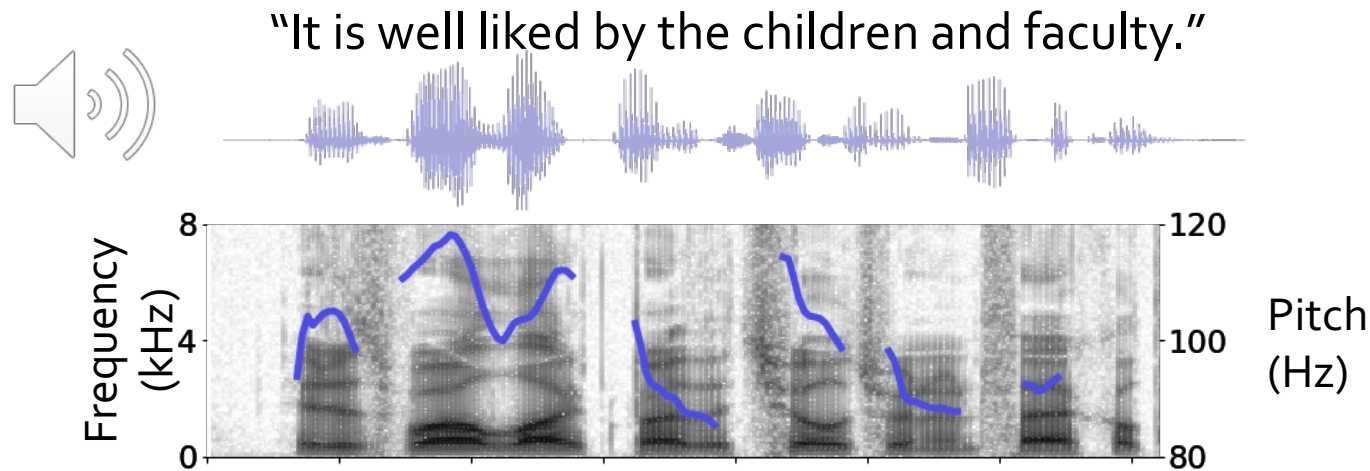 “It is well liked by the children and faculty.”
8
4
0
Frequency
(kHz)
120
100
80
Pitch
(Hz)